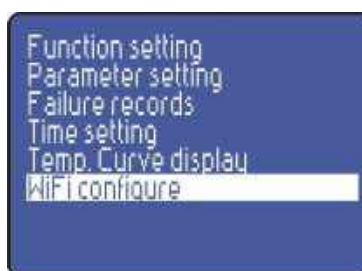 Function setting
Parameter setting
Failure records
Time setting
Temp. Curve display
WiFi configure